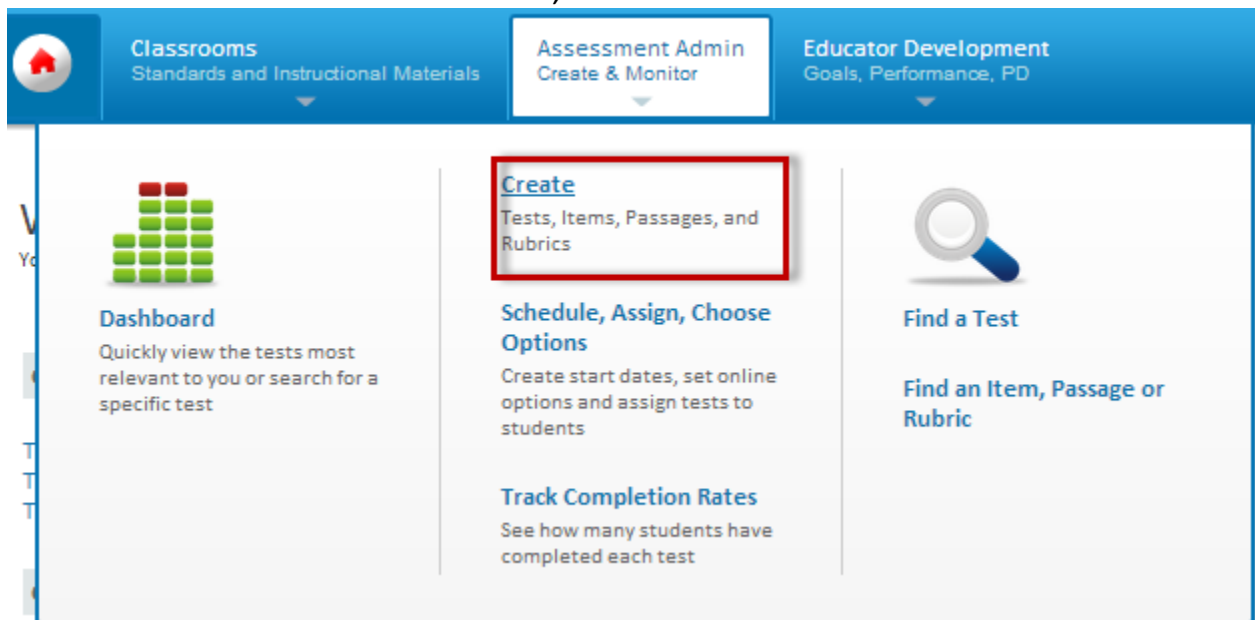 Classrooms
Standards and Instructional Materials
Assessment Admin
Create & Monitor
Educator Development
Goals, Performance, PD
Dashboard
Quickly view the tests most
relevant to you or search for a
specific test
Create
Tests, Items, Passages, and
Rubrics
Schedule, Assign, Choose
Options
Create start dates, set online
options and assign tests to
students
Track Completion Rates
See how many students have
completed each test
Find a Test
Find an Item, Passage or
Rubric